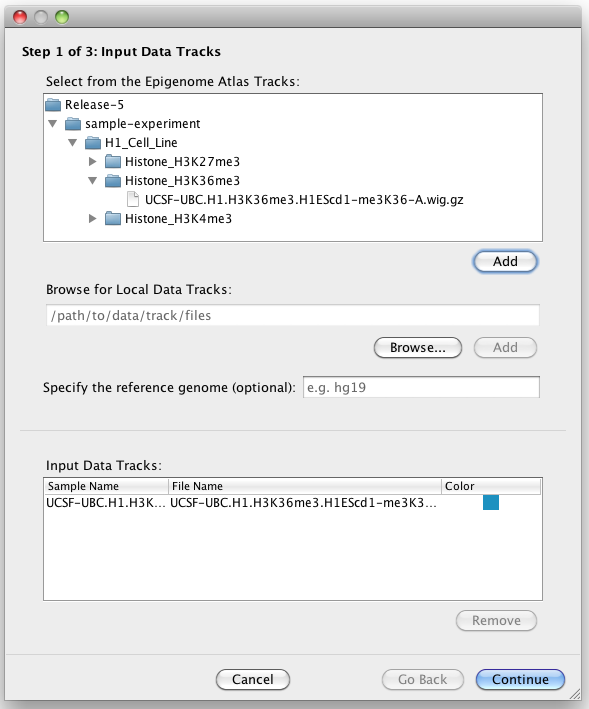 Step 1 of 3: Input Data Tracks
Select from the Epigenome Atlas Tracks:
Release-5
sample-experiment
H1_Cell_Line
Histone_H3K27me3
Histone_H3K36me3
UCSF-UBC.H1.H3K36me3.H1EScd1-me3K36-A.wig.gz
Histone_H3K4me3
Add
Browse for Local Data Tracks:
/path/to/data/track/files
Browse... Add
Specify the reference genome (optional): e.g. hg19
Input Data Tracks:
Sample Name File Name Color
UCSF-UBC.H1.H3K... UCSF-UBC.H1.H3K36me3.H1EScd1-me3K3...
Remove
Cancel Go Back Continue